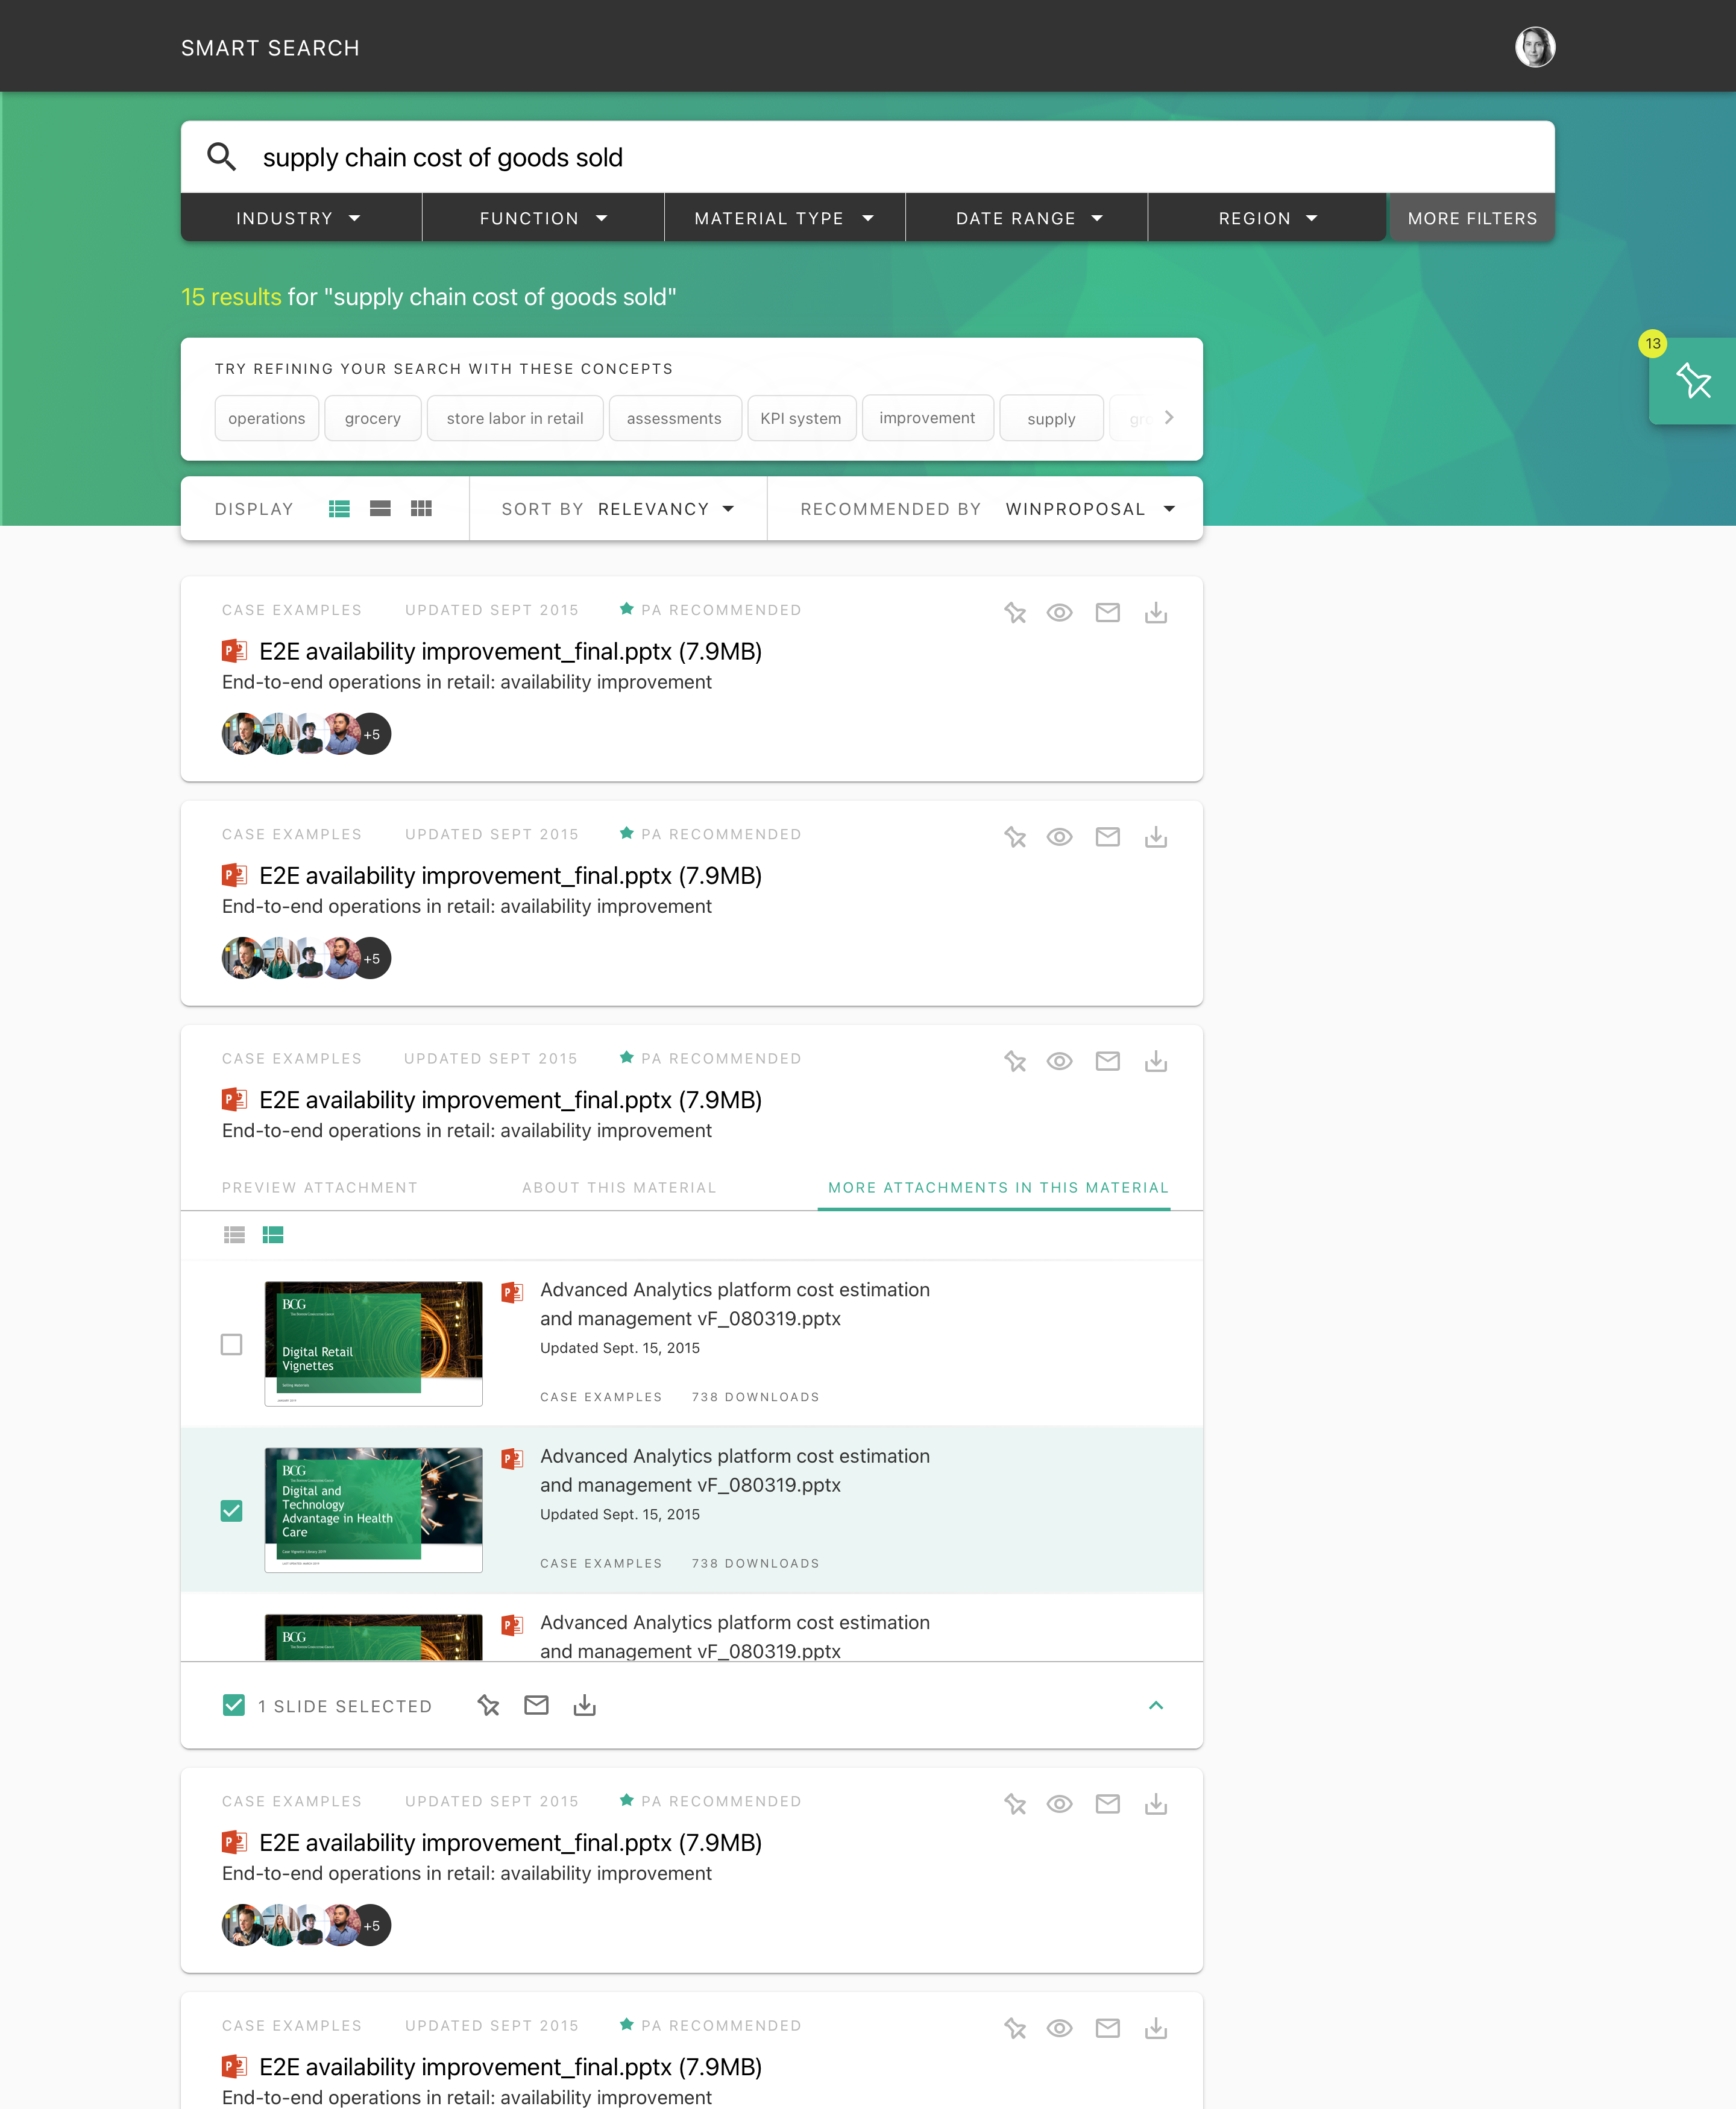 SMART SEARCH
supply chain cost of goods sold
INDUSTRY FUNCTION MATERIAL TYPE DATE RANGE REGION MORE FILTERS
15 results for "supply chain cost of goods sold"
13
TRY REFINING YOUR SEARCH WITH THESE CONCEPTS
operations grocery store labor in retail assessments KPI system improvement supply
DISPLAY SORT BY RELEVANCY RECOMMENDED BY WINPROPOSAL
CASE EXAMPLES UPDATED SEPT 2015 PA RECOMMENDED
E2E availability improvement_final.pptx (7.9MB)
End-to-end operations in retail: availability improvement
+5
CASE EXAMPLES UPDATED SEPT 2015 PA RECOMMENDED
E2E availability improvement_final.pptx (7.9MB)
End-to-end operations in retail: availability improvement
+5
CASE EXAMPLES UPDATED SEPT 2015 PA RECOMMENDED
E2E availability improvement_final.pptx (7.9MB)
End-to-end operations in retail: availability improvement
PREVIEW ATTACHMENT ABOUT THIS MATERIAL MORE ATTACHMENTS IN THIS MATERIAL
BCG
Digital Retail
Vignettes
Advanced Analytics platform cost estimation
and management vF_080319.pptx
Updated Sept. 15, 2015
CASE EXAMPLES 738 DOWNLOADS
BCG
Digital and
Technology
Advantage in Health
Care
Case Vignette Library 2019
Advanced Analytics platform cost estimation
and management vF_080319.pptx
Updated Sept. 15, 2015
CASE EXAMPLES 738 DOWNLOADS
BCG
Advanced Analytics platform cost estimation
and management vF_080319.pptx
1 SLIDE SELECTED
CASE EXAMPLES UPDATED SEPT 2015 PA RECOMMENDED
E2E availability improvement_final.pptx (7.9MB)
End-to-end operations in retail: availability improvement
+5
CASE EXAMPLES UPDATED SEPT 2015 PA RECOMMENDED
E2E availability improvement_final.pptx (7.9MB)
End-to-end operations in retail: availability improvement